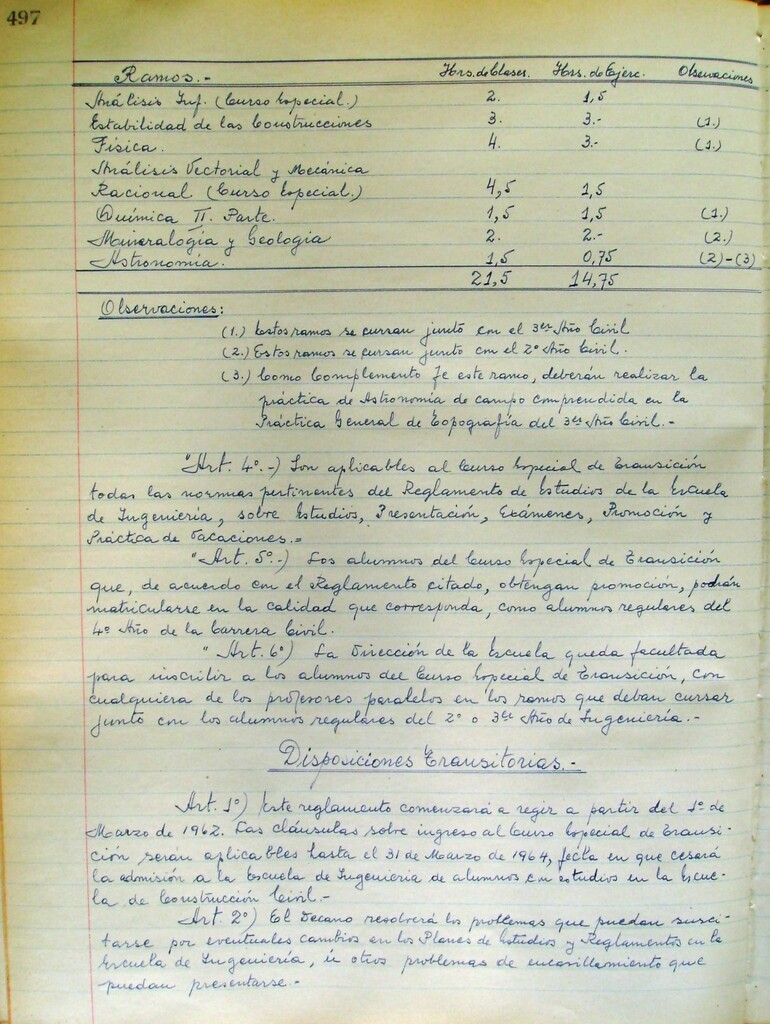 497
Ramos.- Hrs. de Clases. Hrs. de Ejerc. Observaciones
Análisis Inf. (Curso Especial.) 2. 1,5
Estabilidad de las Construcciones 3. 3.- (1.)
Física. 4. 3.- (1.)
Análisis Vectorial y Mecánica
Racional (Curso Especial.) 4,5 1,5
Química II. Parte. 1,5 1,5 (1.)
Mineralogía y Geología 2. 2.- (2.)
Astronomía. 1,5 0,75 (2)-(3)
21,5 14,75
Observaciones:
(1.) Estos ramos se cursan junto con el 3er Año Civil
(2.) Estos ramos se cursan junto con el 2º Año Civil.
(3.) Como Complemento de este ramo, deberán realizar la
práctica de Astronomía de campo comprendida en la
Práctica General de Topografía del 3er Año Civil.-
"Art. 4º.-) Son aplicables al Curso Especial de Transición
todas las normas pertinentes del Reglamento de Estudios de la Escuela
de Ingeniería, sobre Estudios, Presentación, Exámenes, Promoción y
Práctica de Vacaciones.=
"Art. 5º.-) Los alumnos del Curso Especial de Transición
que, de acuerdo con el Reglamento citado, obtengan promoción, podrán
matricularse en la calidad que corresponda, como alumnos regulares del
4º Año de la Carrera Civil.
"Art. 6º) La Dirección de la Escuela queda facultada
para inscribir a los alumnos del Curso Especial de Transición, con
cualquiera de los profesores paralelos en los ramos que deban cursar
junto con los alumnos regulares del 2º o 3er Año de Ingeniería.-
Disposiciones Transitorias.-
Art. 1º) Este reglamento comenzará a regir a partir del 1º de
Marzo de 1962. Las cláusulas sobre ingreso al Curso Especial de Transi-
ción serán aplicables hasta el 31 de Marzo de 1964, fecha en que cesará
la admisión a la Escuela de Ingeniería de alumnos con estudios en la Escue-
la de Construcción Civil.-
Art. 2º) El Decano resolverá los problemas que puedan susci-
tarse por eventuales cambios en los Planes de Estudios y Reglamentos en la
Escuela de Ingeniería, u otros problemas de encasillamiento que
puedan presentarse.-